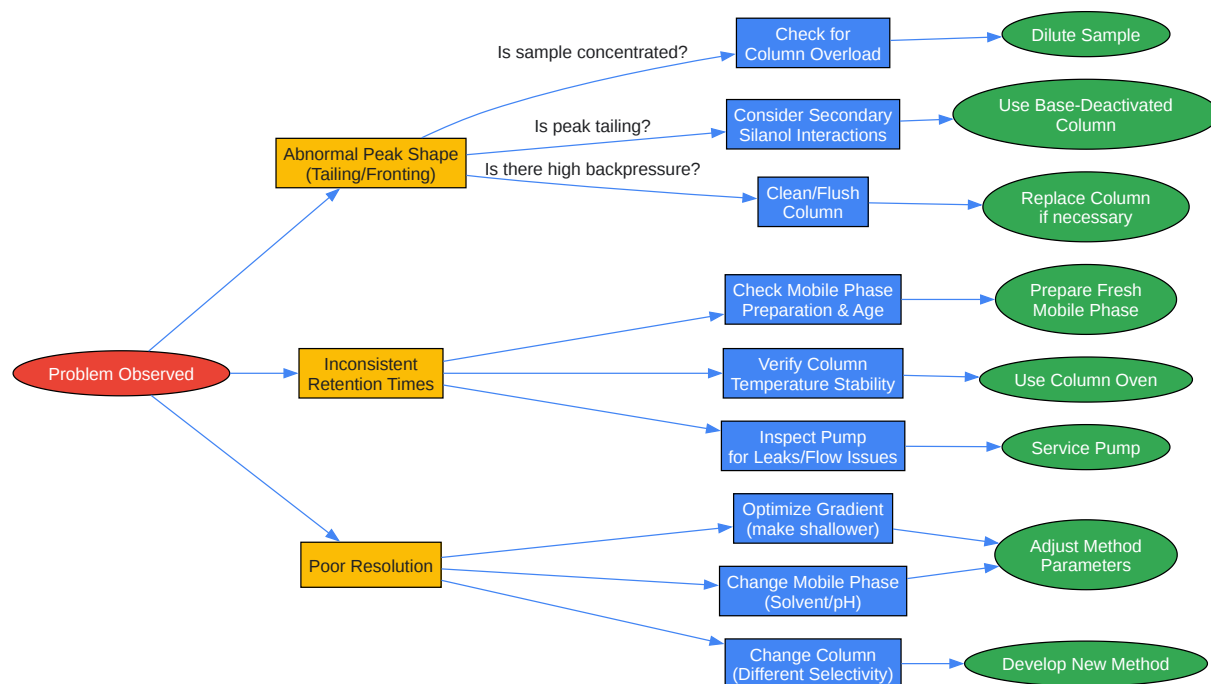 Problem Observed
Abnormal Peak Shape
(Tailing/Fronting)
Inconsistent
Retention Times
Poor Resolution
Is sample concentrated?
Is peak tailing?
Is there high backpressure?
Check for
Column Overload
Consider Secondary
Silanol Interactions
Clean/Flush
Column
Check Mobile Phase
Preparation & Age
Verify Column
Temperature Stability
Inspect Pump
for Leaks/Flow Issues
Optimize Gradient
(make shallower)
Change Mobile Phase
(Solvent/pH)
Change Column
(Different Selectivity)
Dilute Sample
Use Base-Deactivated
Column
Replace Column
if necessary
Prepare Fresh
Mobile Phase
Use Column Oven
Service Pump
Adjust Method
Parameters
Develop New Method